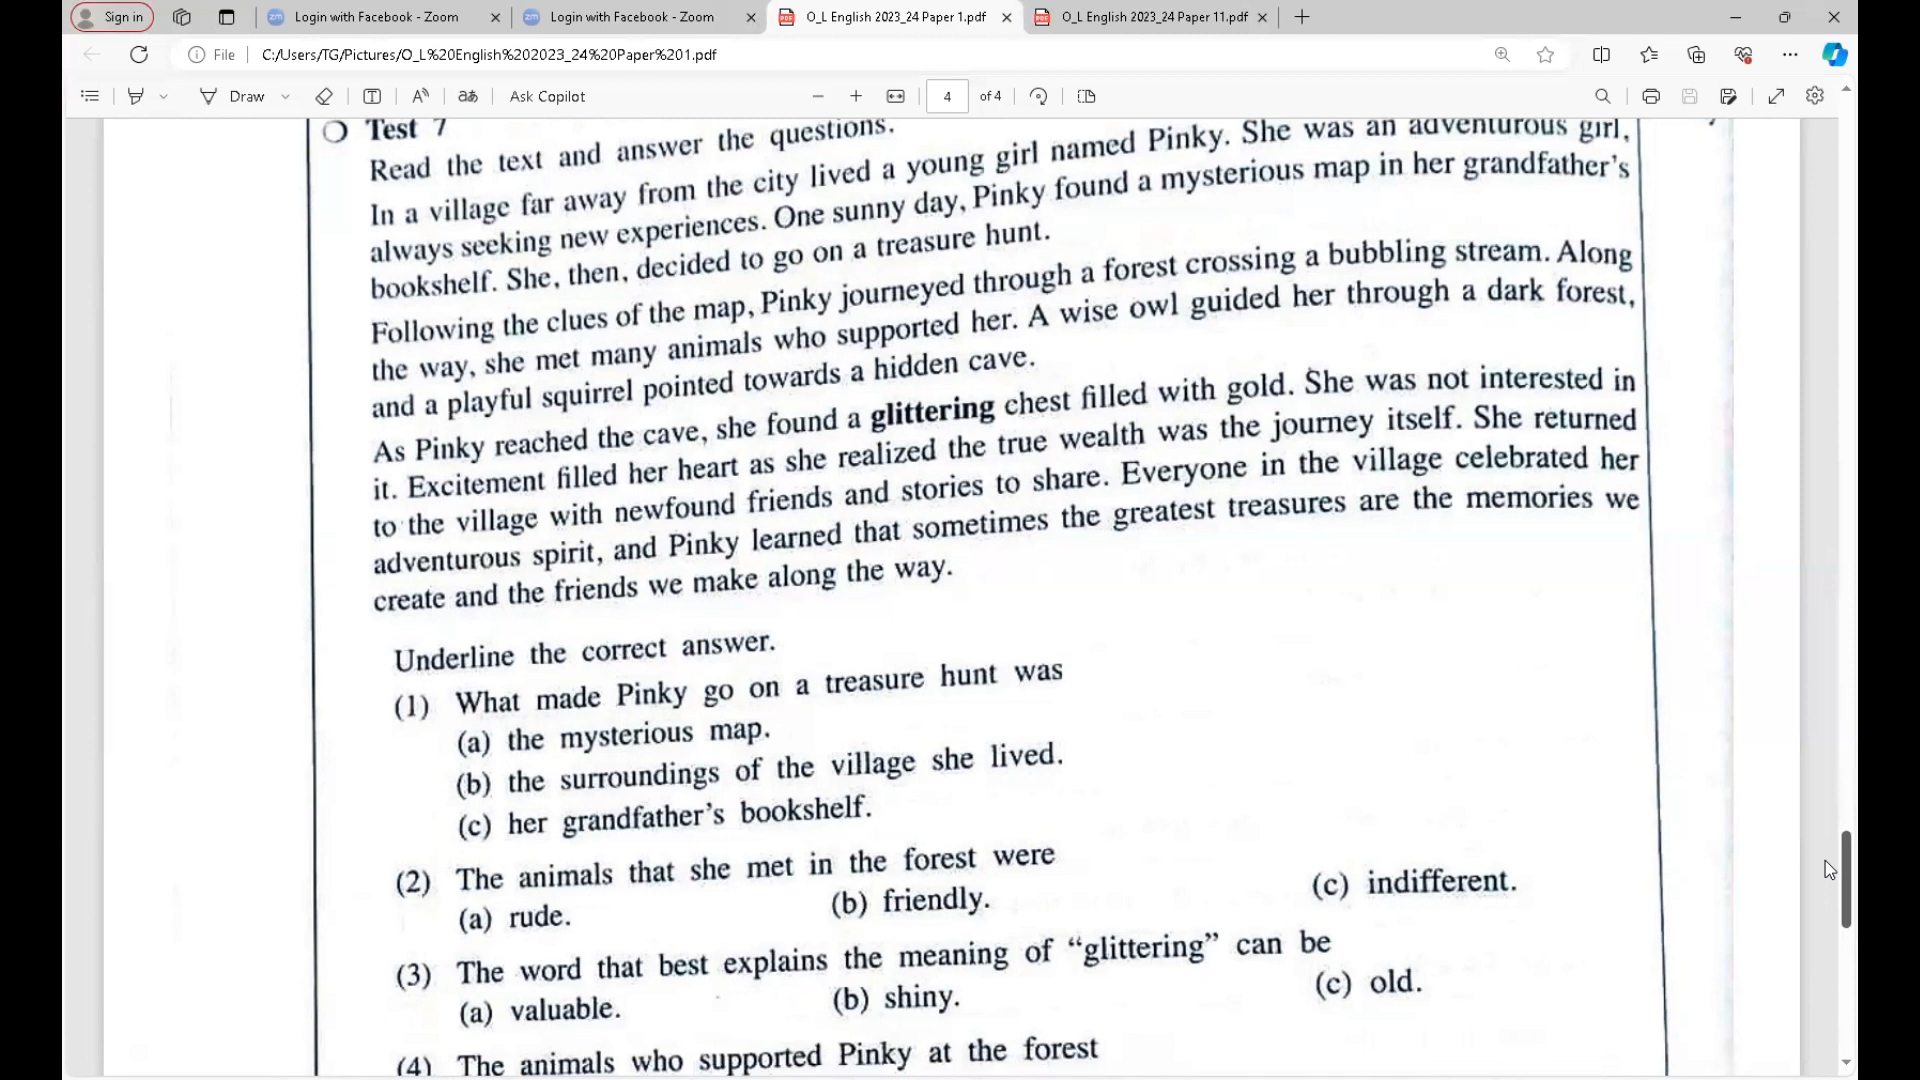 Sign in
Login with Facebook - Zoom
Login with Facebook - Zoom
O_L English 2023_24 Paper 1.pdf
O_L English 2023_24 Paper 11.pdf
File
C:/Users/TG/Pictures/O_L%20English%202023_24%20Paper%201.pdf
Draw
aあ
Ask Copilot
4 of 4
Test 7
Read the text and answer the questions.
In a village far away from the city lived a young girl named Pinky. She was an adventurous girl,
always seeking new experiences. One sunny day, Pinky found a mysterious map in her grandfather's
bookshelf. She, then, decided to go on a treasure hunt.
Following the clues of the map, Pinky journeyed through a forest crossing a bubbling stream. Along
the way, she met many animals who supported her. A wise owl guided her through a dark forest,
and a playful squirrel pointed towards a hidden cave.
As Pinky reached the cave, she found a glittering chest filled with gold. She was not interested in
it. Excitement filled her heart as she realized the true wealth was the journey itself. She returned
to the village with newfound friends and stories to share. Everyone in the village celebrated her
adventurous spirit, and Pinky learned that sometimes the greatest treasures are the memories we
create and the friends we make along the way.
Underline the correct answer.
(1) What made Pinky go on a treasure hunt was
(a) the mysterious map.
(b) the surroundings of the village she lived.
(c) her grandfather's bookshelf.
(2) The animals that she met in the forest were
(a) rude. (b) friendly. (c) indifferent.
(3) The word that best explains the meaning of "glittering" can be
(a) valuable. (b) shiny. (c) old.
(4) The animals who supported Pinky at the forest